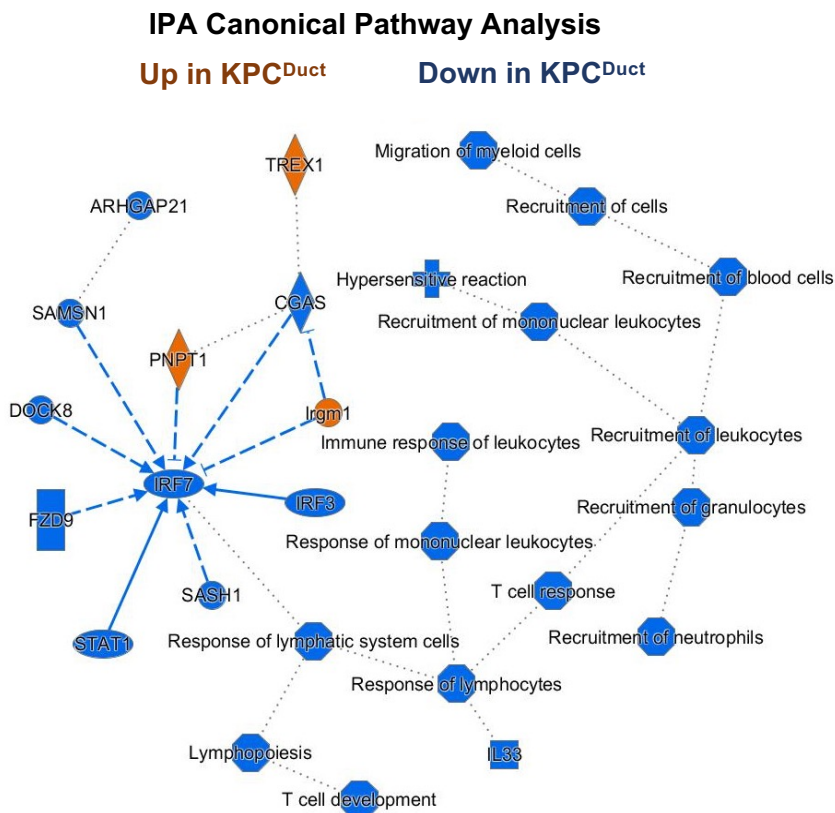 IPA Canonical Pathway Analysis
Up in KPCDuct
Down in KPCDuct
TREX1
Migration of myeloid cells
ARHGAP21
Recruitment of cells
Hypersensitive reaction
Recruitment of blood cells
SAMSN1
CGAS
Recruitment of mononuclear leukocytes
PNPT1
DOCK8
Irgm1
Immune response of leukocytes
Recruitment of leukocytes
IRF7
IRF3
FZD9
Recruitment of granulocytes
Response of mononuclear leukocytes
SASH1
T cell response
STAT1
Response of lymphatic system cells
Recruitment of neutrophils
Response of lymphocytes
Lymphopoiesis
IL33
T cell development